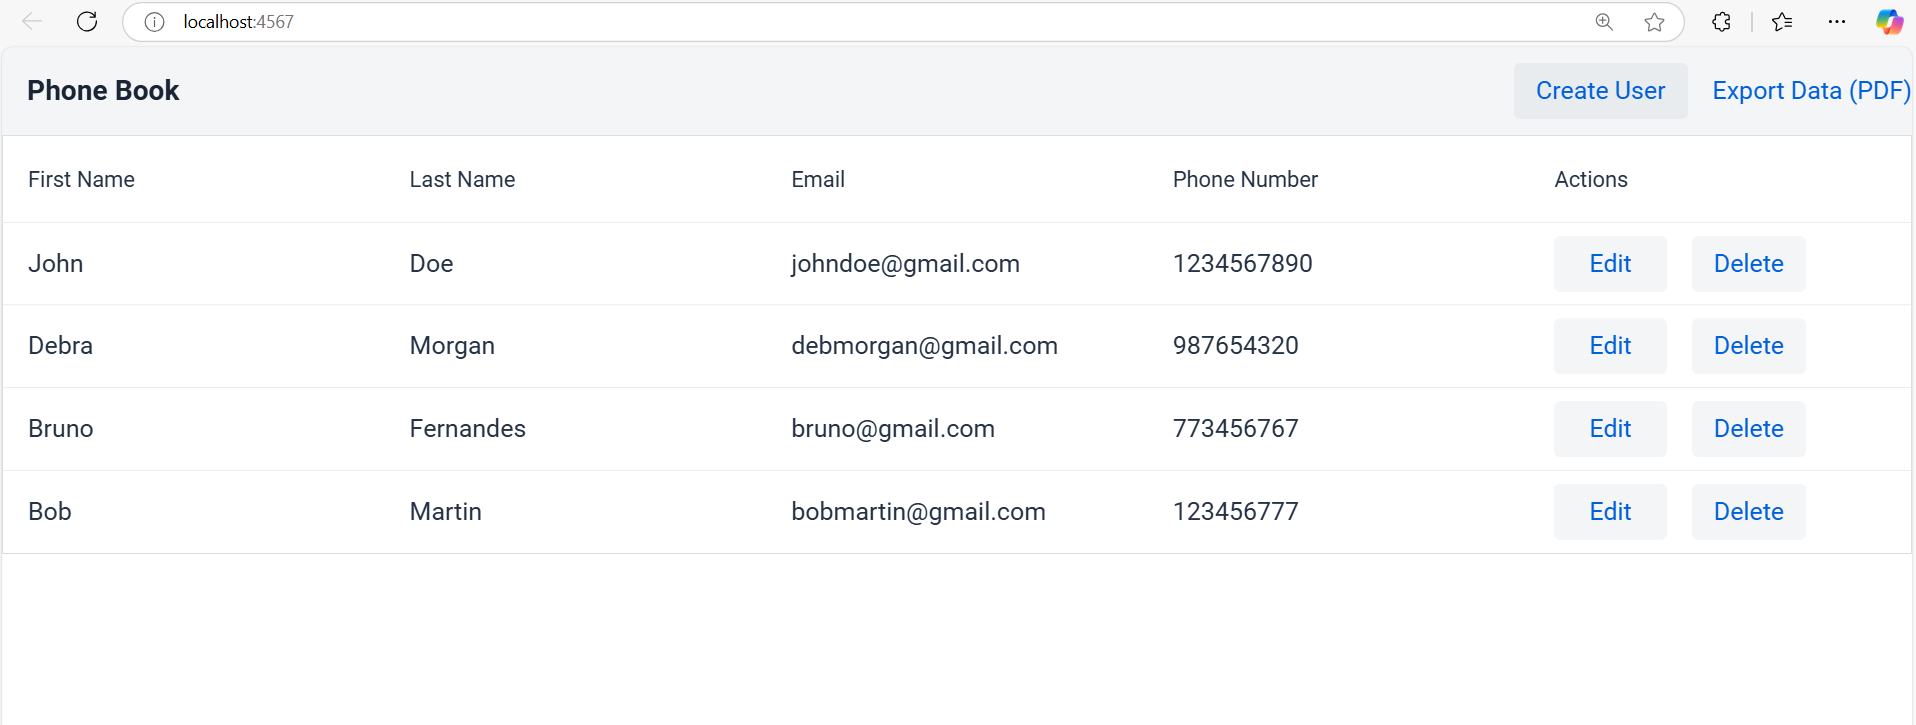 localhost:4567
Phone Book Create User Export Data (PDF)
First Name Last Name Email Phone Number Actions
John Doe johndoe@gmail.com 1234567890 Edit Delete
Debra Morgan debmorgan@gmail.com 987654320 Edit Delete
Bruno Fernandes bruno@gmail.com 773456767 Edit Delete
Bob Martin bobmartin@gmail.com 123456777 Edit Delete